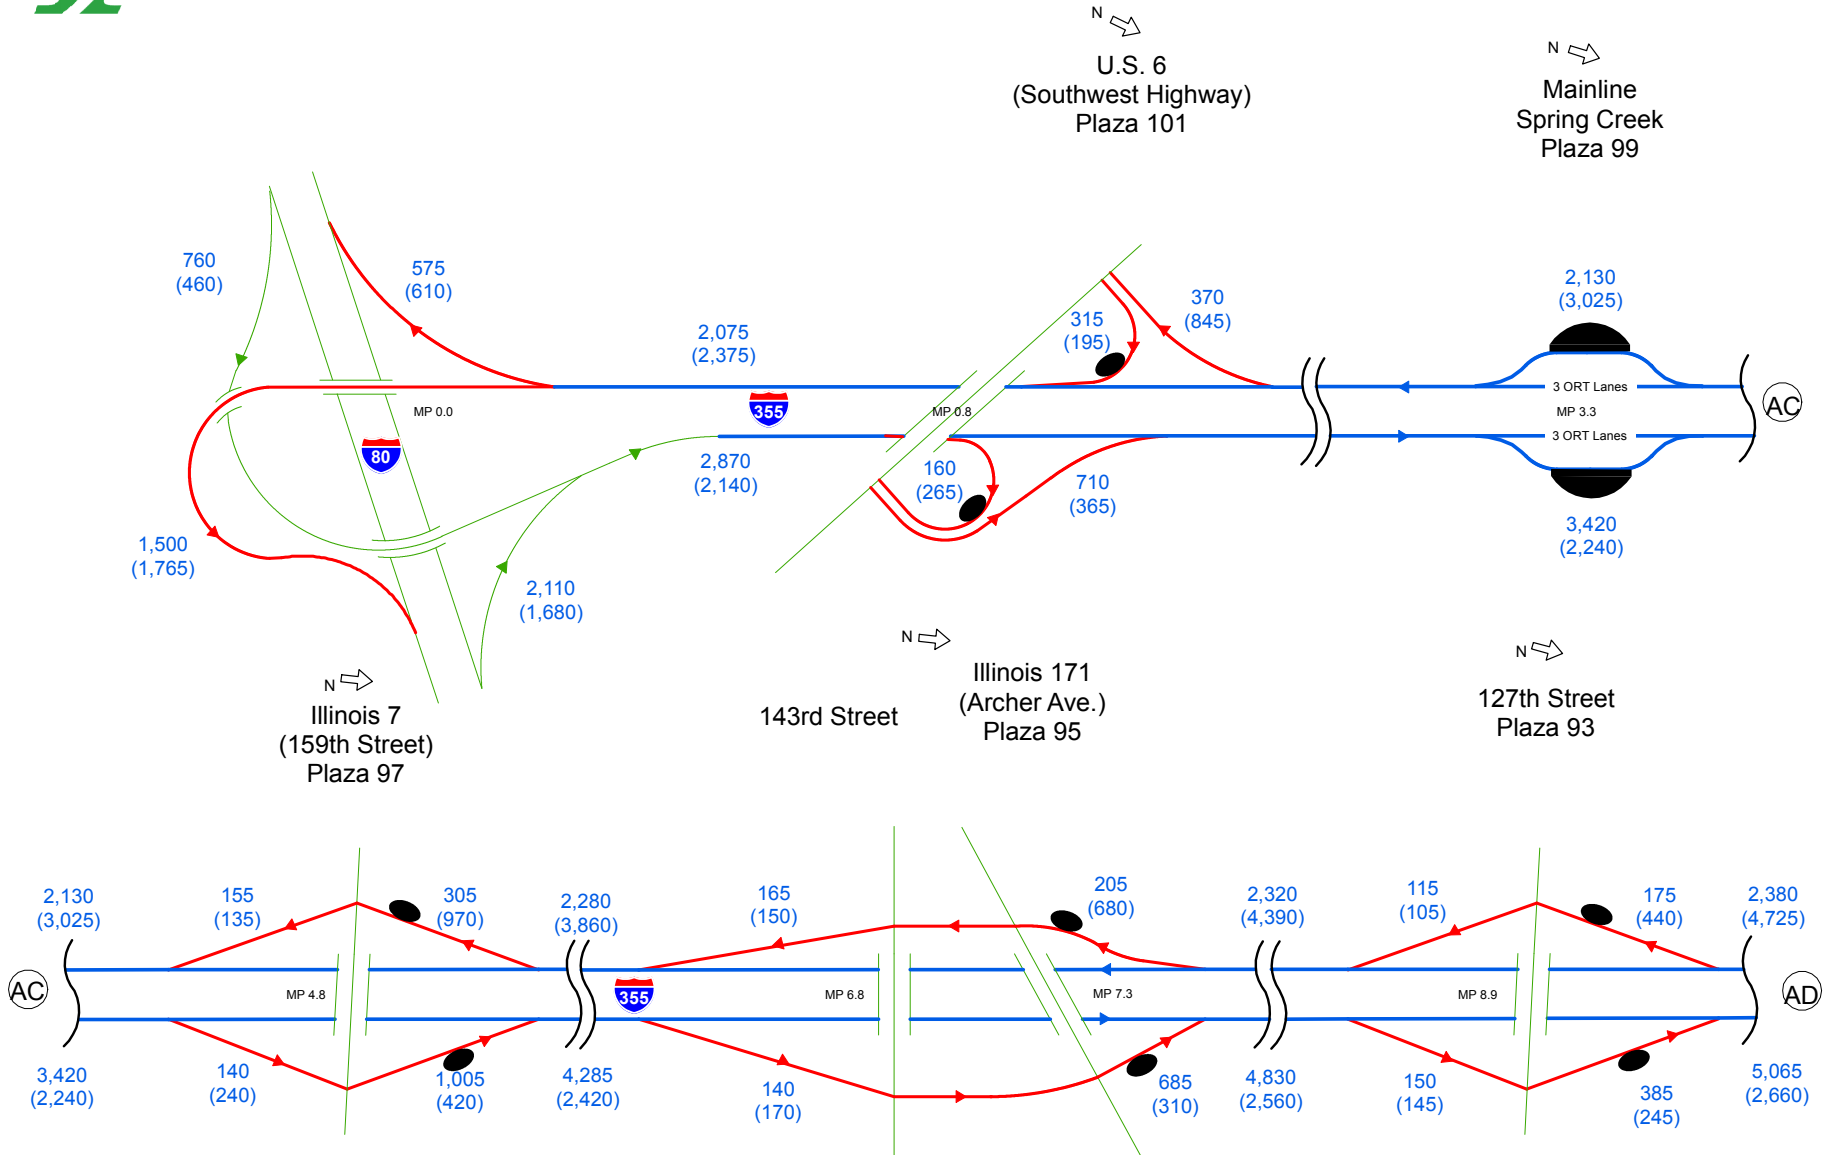 N
U.S. 6
(Southwest Highway)
Plaza 101
N
Mainline
Spring Creek
Plaza 99
760
(460)
575
(610)
2,075
(2,375)
315
(195)
370
(845)
2,130
(3,025)
3 ORT Lanes
MP 0.0
355
MP 0.8
MP 3.3
AC
3 ORT Lanes
80
2,870
(2,140)
160
(265)
710
(365)
3,420
(2,240)
1,500
(1,765)
2,110
(1,680)
N
Illinois 7
(159th Street)
Plaza 97
143rd Street
N
Illinois 171
(Archer Ave.)
Plaza 95
N
127th Street
Plaza 93
2,130
(3,025)
155
(135)
305
(970)
2,280
(3,860)
165
(150)
205
(680)
2,320
(4,390)
115
(105)
175
(440)
2,380
(4,725)
AC
MP 4.8
355
MP 6.8
MP 7.3
MP 8.9
AD
3,420
(2,240)
140
(240)
1,005
(420)
4,285
(2,420)
140
(170)
685
(310)
4,830
(2,560)
150
(145)
385
(245)
5,065
(2,660)